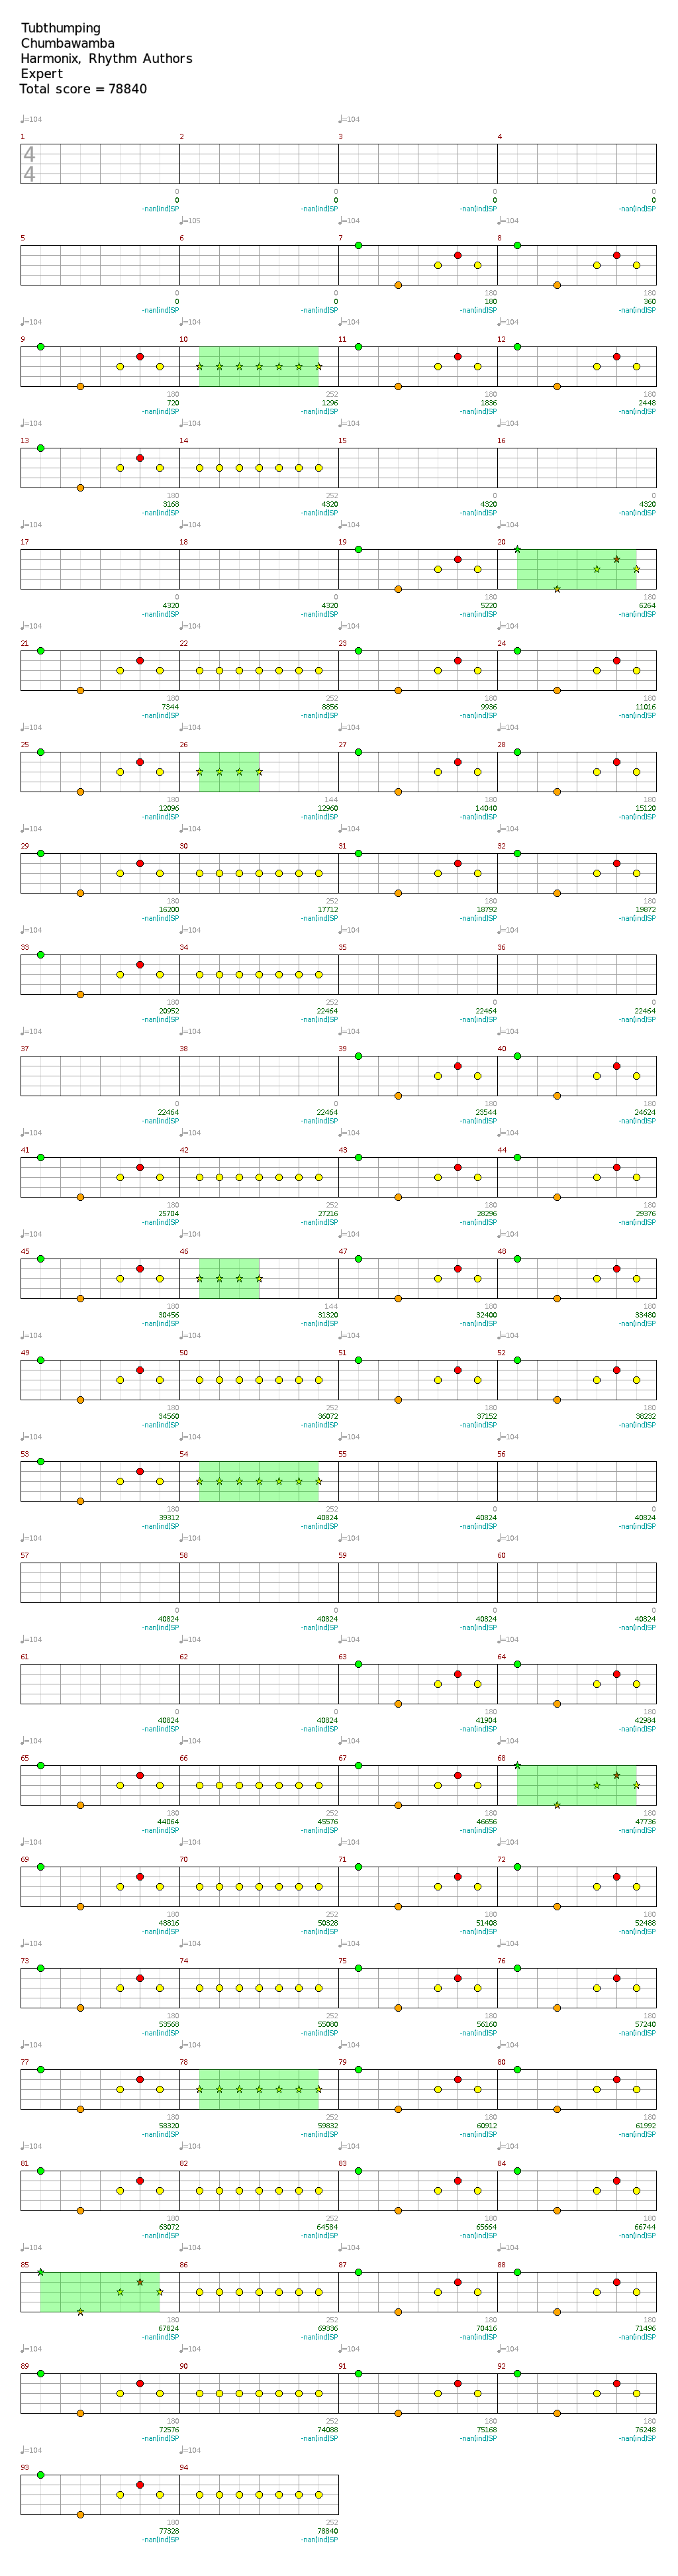 Tubthumping
Chumbawamba
Harmonix, Rhythm Authors
Expert
Total score = 78840
♩=104 ♩=104
1 2 3 4
4
4
0 0 0 0
0 0 0 0
-nan[ind]SP -nan[ind]SP -nan[ind]SP -nan[ind]SP
♩=105 ♩=104 ♩=104
5 6 7 8
0 0 180 180
0 0 180 360
-nan[ind]SP -nan[ind]SP -nan[ind]SP -nan[ind]SP
♩=104 ♩=104 ♩=104 ♩=104
9 10 11 12
180 252 180 180
720 1296 1836 2448
-nan[ind]SP -nan[ind]SP -nan[ind]SP -nan[ind]SP
♩=104 ♩=104 ♩=104 ♩=104
13 14 15 16
180 252 0 0
3168 4320 4320 4320
-nan[ind]SP -nan[ind]SP -nan[ind]SP -nan[ind]SP
♩=104 ♩=104 ♩=104 ♩=104
17 18 19 20
0 0 180 180
4320 4320 5220 6264
-nan[ind]SP -nan[ind]SP -nan[ind]SP -nan[ind]SP
♩=104 ♩=104 ♩=104 ♩=104
21 22 23 24
180 252 180 180
7344 8856 9936 11016
-nan[ind]SP -nan[ind]SP -nan[ind]SP -nan[ind]SP
♩=104 ♩=104 ♩=104 ♩=104
25 26 27 28
180 144 180 180
12096 12960 14040 15120
-nan[ind]SP -nan[ind]SP -nan[ind]SP -nan[ind]SP
♩=104 ♩=104 ♩=104 ♩=104
29 30 31 32
180 252 180 180
16200 17712 18792 19872
-nan[ind]SP -nan[ind]SP -nan[ind]SP -nan[ind]SP
♩=104 ♩=104 ♩=104 ♩=104
33 34 35 36
180 252 0 0
20952 22464 22464 22464
-nan[ind]SP -nan[ind]SP -nan[ind]SP -nan[ind]SP
♩=104 ♩=104 ♩=104 ♩=104
37 38 39 40
0 0 180 180
22464 22464 23544 24624
-nan[ind]SP -nan[ind]SP -nan[ind]SP -nan[ind]SP
♩=104 ♩=104 ♩=104 ♩=104
41 42 43 44
180 252 180 180
25704 27216 28296 29376
-nan[ind]SP -nan[ind]SP -nan[ind]SP -nan[ind]SP
♩=104 ♩=104 ♩=104 ♩=104
45 46 47 48
180 144 180 180
30456 31320 32400 33480
-nan[ind]SP -nan[ind]SP -nan[ind]SP -nan[ind]SP
♩=104 ♩=104 ♩=104 ♩=104
49 50 51 52
180 252 180 180
34560 36072 37152 38232
-nan[ind]SP -nan[ind]SP -nan[ind]SP -nan[ind]SP
♩=104 ♩=104 ♩=104 ♩=104
53 54 55 56
180 252 0 0
39312 40824 40824 40824
-nan[ind]SP -nan[ind]SP -nan[ind]SP -nan[ind]SP
♩=104 ♩=104 ♩=104 ♩=104
57 58 59 60
0 0 0 0
40824 40824 40824 40824
-nan[ind]SP -nan[ind]SP -nan[ind]SP -nan[ind]SP
♩=104 ♩=104 ♩=104 ♩=104
61 62 63 64
0 0 180 180
40824 40824 41904 42984
-nan[ind]SP -nan[ind]SP -nan[ind]SP -nan[ind]SP
♩=104 ♩=104 ♩=104 ♩=104
65 66 67 68
180 252 180 180
44064 45576 46656 47736
-nan[ind]SP -nan[ind]SP -nan[ind]SP -nan[ind]SP
♩=104 ♩=104 ♩=104 ♩=104
69 70 71 72
180 252 180 180
48816 50328 51408 52488
-nan[ind]SP -nan[ind]SP -nan[ind]SP -nan[ind]SP
♩=104 ♩=104 ♩=104 ♩=104
73 74 75 76
180 252 180 180
53568 55080 56160 57240
-nan[ind]SP -nan[ind]SP -nan[ind]SP -nan[ind]SP
♩=104 ♩=104 ♩=104 ♩=104
77 78 79 80
180 252 180 180
58320 59832 60912 61992
-nan[ind]SP -nan[ind]SP -nan[ind]SP -nan[ind]SP
♩=104 ♩=104 ♩=104 ♩=104
81 82 83 84
180 252 180 180
63072 64584 65664 66744
-nan[ind]SP -nan[ind]SP -nan[ind]SP -nan[ind]SP
♩=104 ♩=104 ♩=104 ♩=104
85 86 87 88
180 252 180 180
67824 69336 70416 71496
-nan[ind]SP -nan[ind]SP -nan[ind]SP -nan[ind]SP
♩=104 ♩=104 ♩=104 ♩=104
89 90 91 92
180 252 180 180
72576 74088 75168 76248
-nan[ind]SP -nan[ind]SP -nan[ind]SP -nan[ind]SP
♩=104 ♩=104
93 94
180 252
77328 78840
-nan[ind]SP -nan[ind]SP